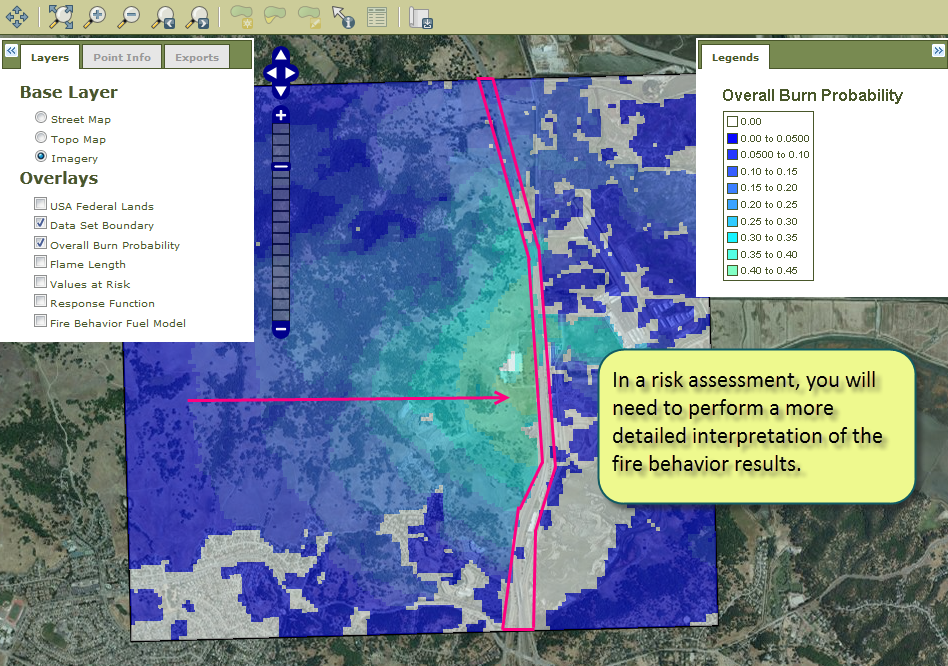 Layers
Point Info
Exports
Base Layer
Street Map
Topo Map
Imagery
Overlays
USA Federal Lands
Data Set Boundary
Overall Burn Probability
Flame Length
Values at Risk
Response Function
Fire Behavior Fuel Model
Legends
Overall Burn Probability
0.00
0.00 to 0.0500
0.0500 to 0.10
0.10 to 0.15
0.15 to 0.20
0.20 to 0.25
0.25 to 0.30
0.30 to 0.35
0.35 to 0.40
0.40 to 0.45
In a risk assessment, you will
need to perform a more
detailed interpretation of the
fire behavior results.